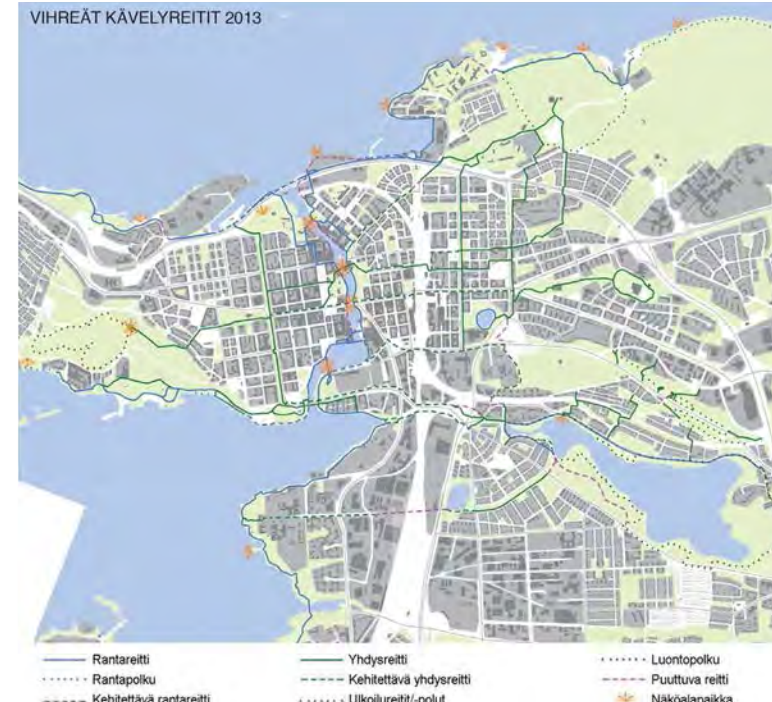 VIHREÄT KÄVELYREITIT 2013
Rantareitti
Rantapolku
Kehitettävä rantareitti
Yhdysreitti
Kehitettävä yhdysreitti
Ulkoilureitit/-polut
Luontopolku
Puuttuva reitti
Näköalapaikka